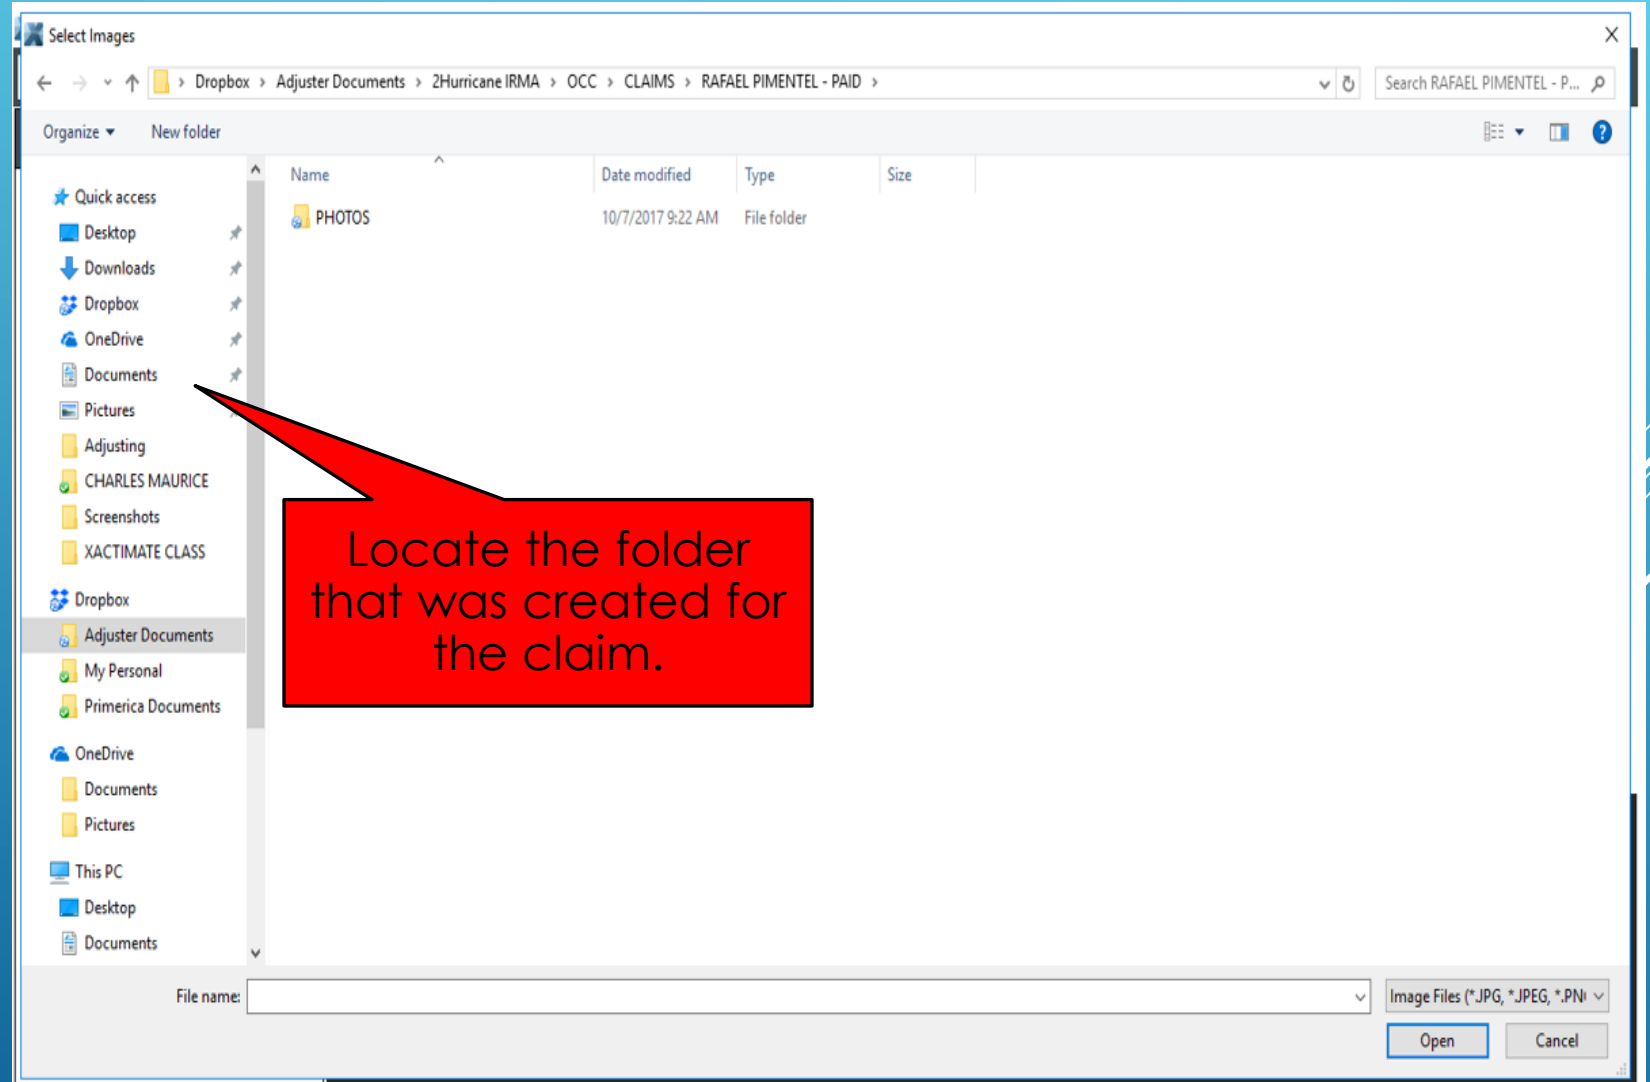 Select Images
Dropbox > Adjuster Documents > 2Hurricane IRMA > OCC > CLAIMS > RAFAEL PIMENTEL - PAID >
Search RAFAEL PIMENTEL - P...
Organize
New folder
Name
Date modified
Type
Size
PHOTOS
10/7/2017 9:22 AM
File folder
Quick access
Desktop
Downloads
Dropbox
OneDrive
Documents
Pictures
Adjusting
CHARLES MAURICE
Screenshots
XACTIMATE CLASS
Dropbox
Adjuster Documents
My Personal
Primerica Documents
OneDrive
Documents
Pictures
This PC
Desktop
Documents
Locate the folder
that was created for
the claim.
File name:
Image Files (*.JPG, *.JPEG, *.PN
Open
Cancel